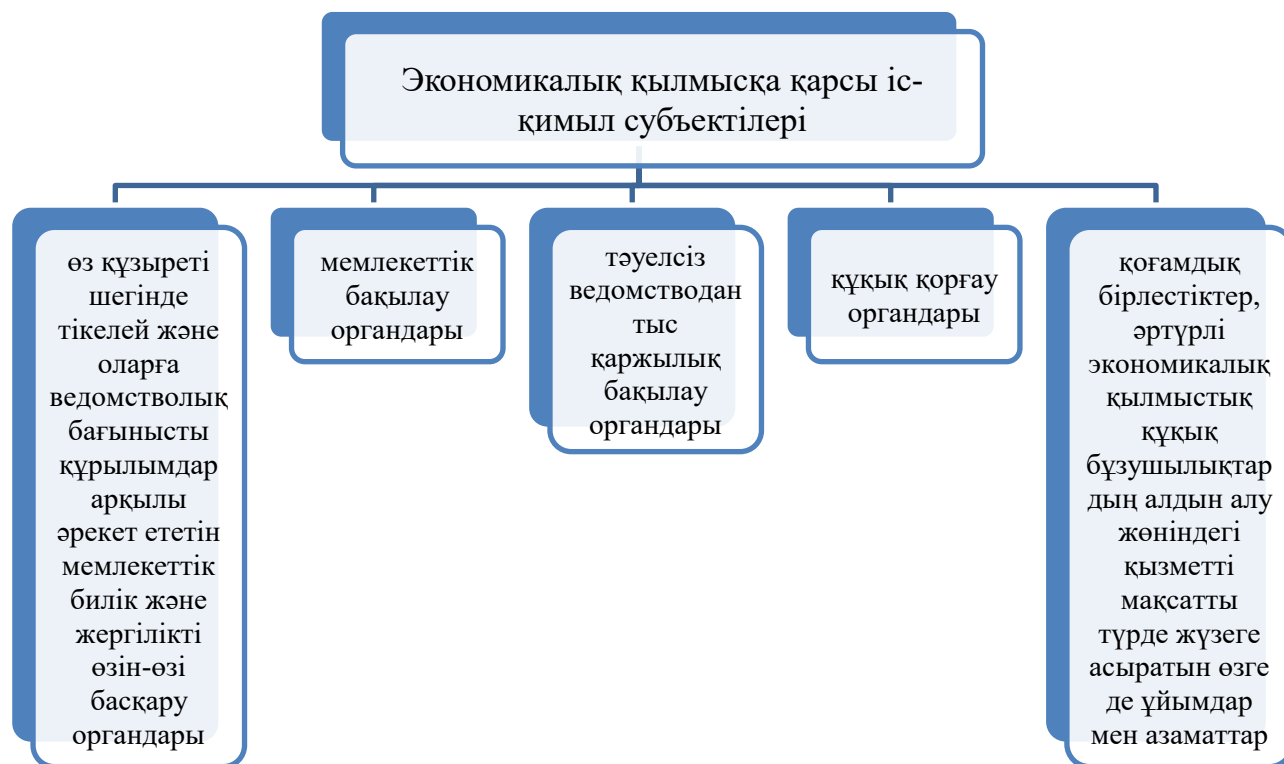 Экономикалық қылмысқа қарсы іс-
қимыл субъектілері
өз құзыреті
шегінде
тікелей және
оларға
ведомстволық
бағынысты
құрылымдар
арқылы
әрекет ететін
мемлекеттік
билік және
жергілікті
өзін-өзі
басқару
органдары
мемлекеттік
бақылау
органдары
тәуелсіз
ведомстводан
тыс
қаржылық
бақылау
органдары
құқық қорғау
органдары
қоғамдық
бірлестіктер,
әртүрлі
экономикалық
қылмыстық
құқық
бұзушылықтар
дың алдын алу
жөніндегі
қызметті
мақсатты
түрде жүзеге
асыратын өзге
де ұйымдар
мен азаматтар